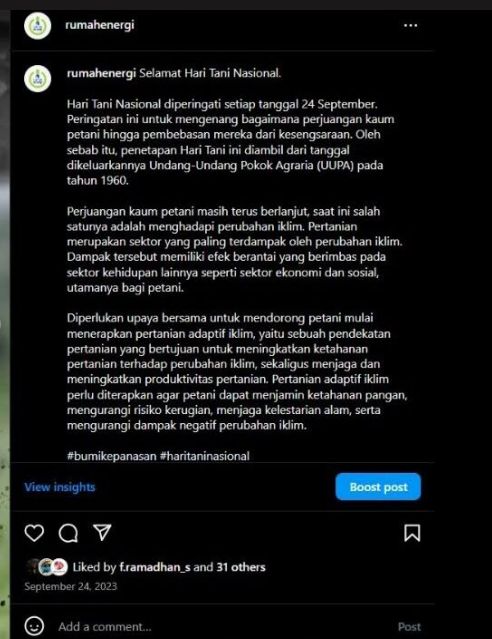 rumahenergi
rumahenergi Selamat Hari Tani Nasional.
Hari Tani Nasional diperingati setiap tanggal 24 September.
Peringatan ini untuk mengenang bagaimana perjuangan kaum
petani hingga pembebasan mereka dari kesengsaraan. Oleh
sebab itu, penetapan Hari Tani ini diambil dari tanggal
dikeluarkannya Undang-Undang Pokok Agraria (UUPA) pada
tahun 1960.
Perjuangan kaum petani masih terus berlanjut, saat ini salah
satunya adalah menghadapi perubahan iklim. Pertanian
merupakan sektor yang paling terdampak oleh perubahan iklim.
Dampak tersebut memiliki efek berantai yang berimbas pada
sektor kehidupan lainnya seperti sektor ekonomi dan sosial,
utamanya bagi petani.
Diperlukan upaya bersama untuk mendorong petani mulai
menerapkan pertanian adaptif iklim, yaitu sebuah pendekatan
pertanian yang bertujuan untuk meningkatkan ketahanan
pertanian terhadap perubahan iklim, sekaligus menjaga dan
meningkatkan produktivitas pertanian. Pertanian adaptif iklim
perlu diterapkan agar petani dapat menjamin ketahanan pangan,
mengurangi risiko kerugian, menjaga kelestarian alam, serta
mengurangi dampak negatif perubahan iklim.
#bumikepanasan #haritaninasional
View insights
Boost post
Liked by f.ramadhan_s and 31 others
September 24, 2023
Add a comment...
Post